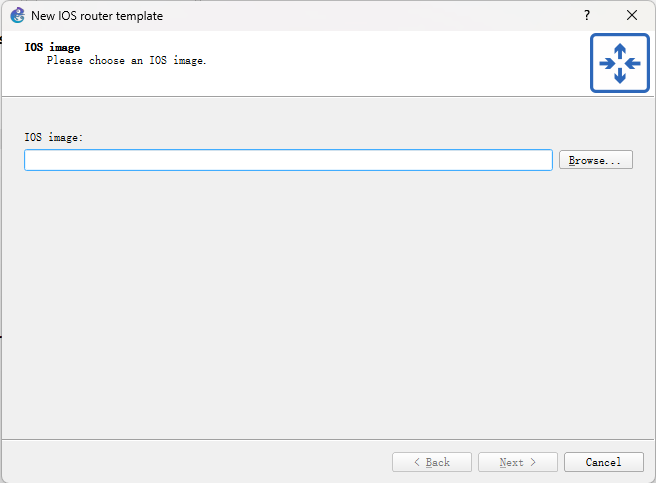 New IOS router template
?
IOS image
Please choose an IOS image.
IOS image:
Browse...
< Back
Next >
Cancel